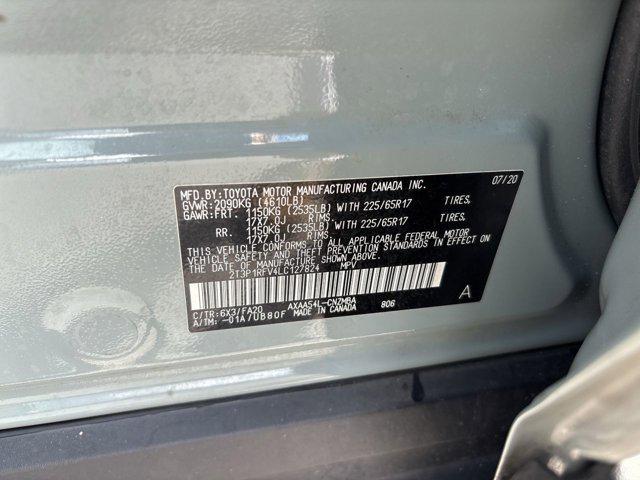 MFD.BY:TOYOTA MOTOR MANUFACTURING CANADA INC. 07/20
GVWR:2090KG (4610LB)
GAWR:FRT. 1150KG (2535LB) WITH 225/65R17 TIRES,
17X7.0J RIMS.
RR. 1150KG (2535LB) WITH 225/65R17 TIRES,
17X7.0J RIMS.
THIS VEHICLE CONFORMS TO ALL APPLICABLE FEDERAL MOTOR
VEHICLE SAFETY AND THEFT PREVENTION STANDARDS IN EFFECT
ON THE DATE OF MANUFACTURE SHOWN ABOVE.
2T3P1RFV4LC127824 MPV
A
C/TR:6X3/FA20 AXAA54L-CNZMBA 806
A/TM: -01A/UB80F MADE IN CANADA